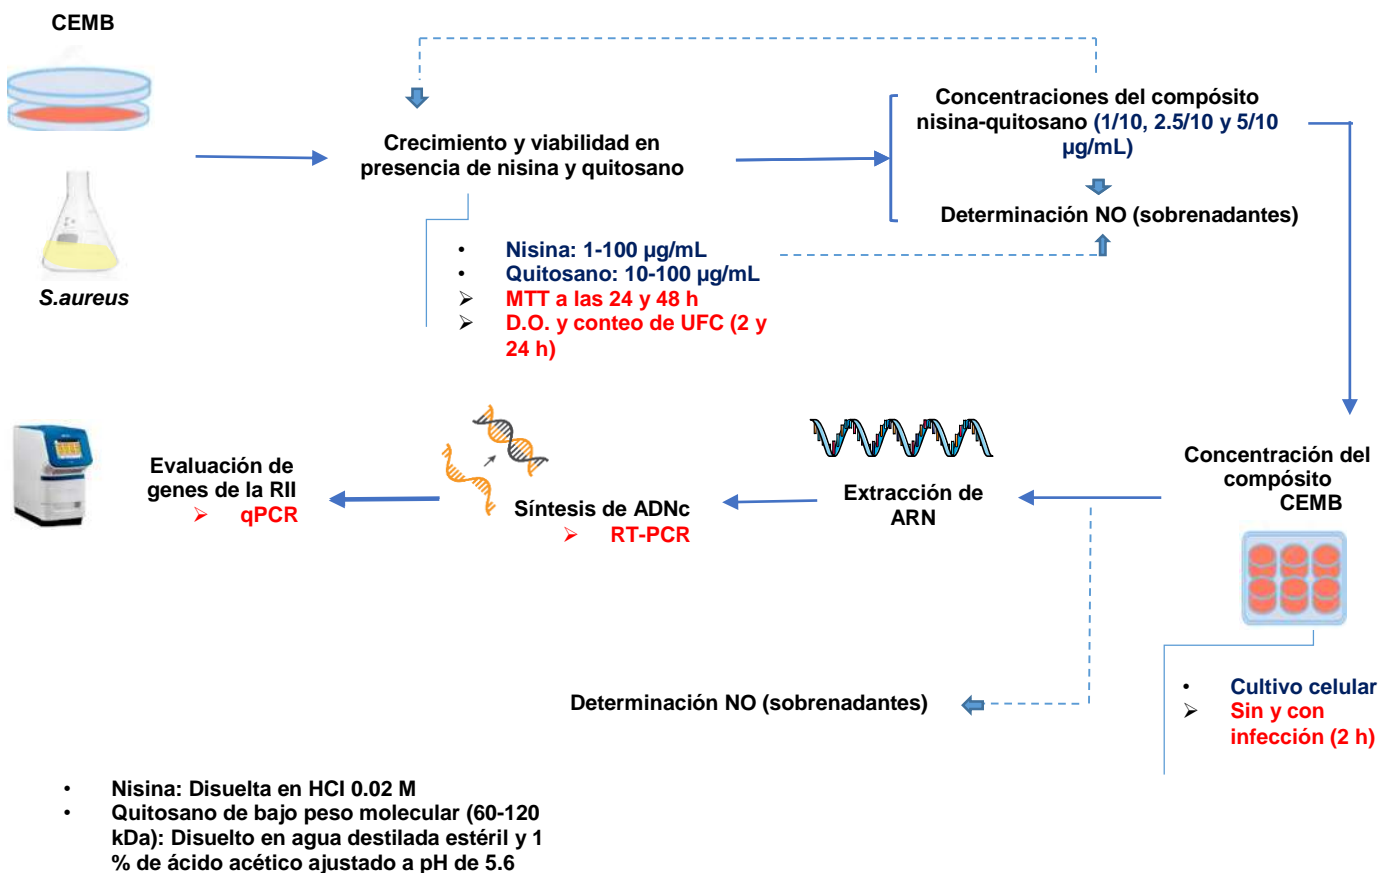 CEMB
S.aureus
Crecimiento y viabilidad en
presencia de nisina y quitosano
• Nisina: 1-100 µg/mL
• Quitosano: 10-100 µg/mL
➢ MTT a las 24 y 48 h
➢ D.O. y conteo de UFC (2 y
24 h)
Concentraciones del compósito
nisina-quitosano (1/10, 2.5/10 y 5/10
µg/mL)
Determinación NO (sobrenadantes)
Concentración del
compósito
CEMB
• Cultivo celular
➢ Sin y con
infección (2 h)
Extracción de
ARN
Síntesis de ADNc
➢ RT-PCR
Evaluación de
genes de la RII
➢ qPCR
Determinación NO (sobrenadantes)
• Nisina: Disuelta en HCl 0.02 M
• Quitosano de bajo peso molecular (60-120
kDa): Disuelto en agua destilada estéril y 1
% de ácido acético ajustado a pH de 5.6